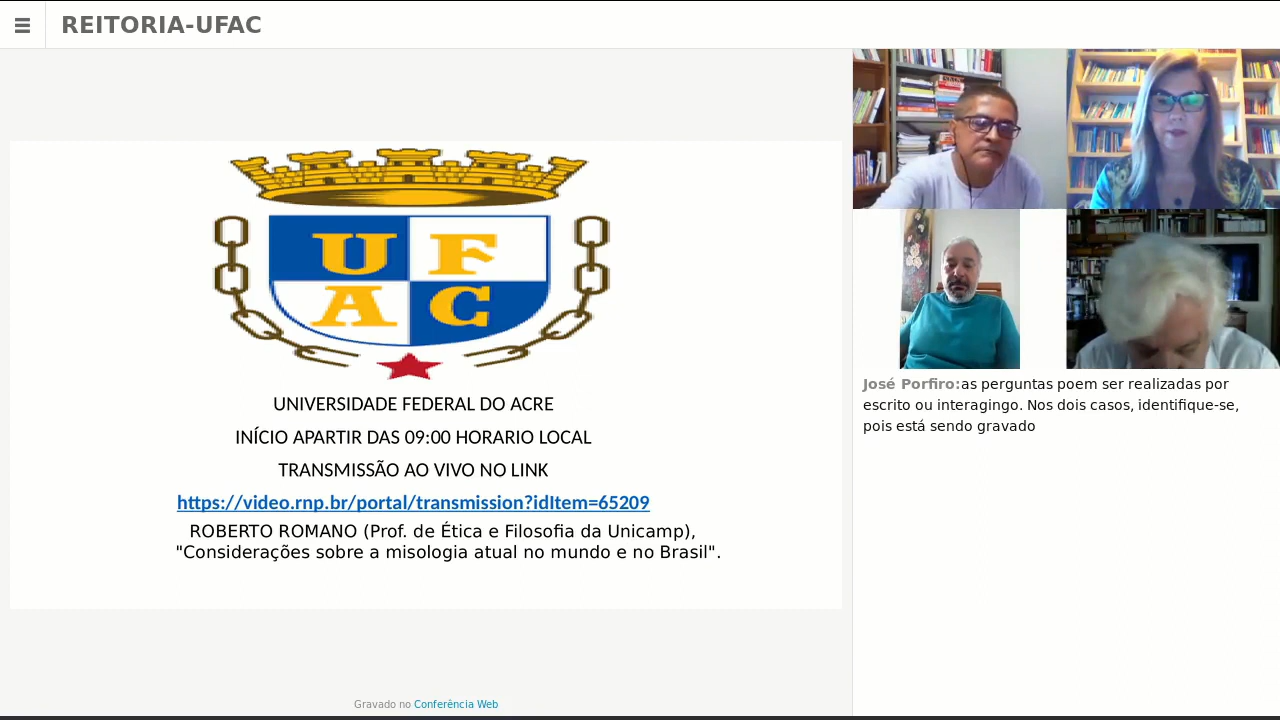 REITORIA-UFAC
U F
A C
UNIVERSIDADE FEDERAL DO ACRE
INÍCIO APARTIR DAS 09:00 HORARIO LOCAL
TRANSMISSÃO AO VIVO NO LINK
https://video.rnp.br/portal/transmission?idItem=65209
ROBERTO ROMANO (Prof. de Ética e Filosofia da Unicamp),
"Considerações sobre a misologia atual no mundo e no Brasil".
José Porfiro:as perguntas poem ser realizadas por
escrito ou interagingo. Nos dois casos, identifique-se,
pois está sendo gravado
Gravado no Conferência Web